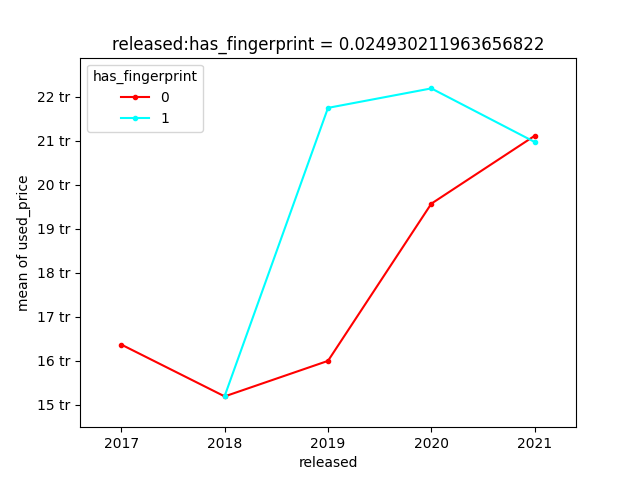 released:has_fingerprint = 0.024930211963656822
has_fingerprint
0
1
22 tr
21 tr
20 tr
19 tr
18 tr
17 tr
16 tr
15 tr
mean of used_price
2017 2018 2019 2020 2021
released